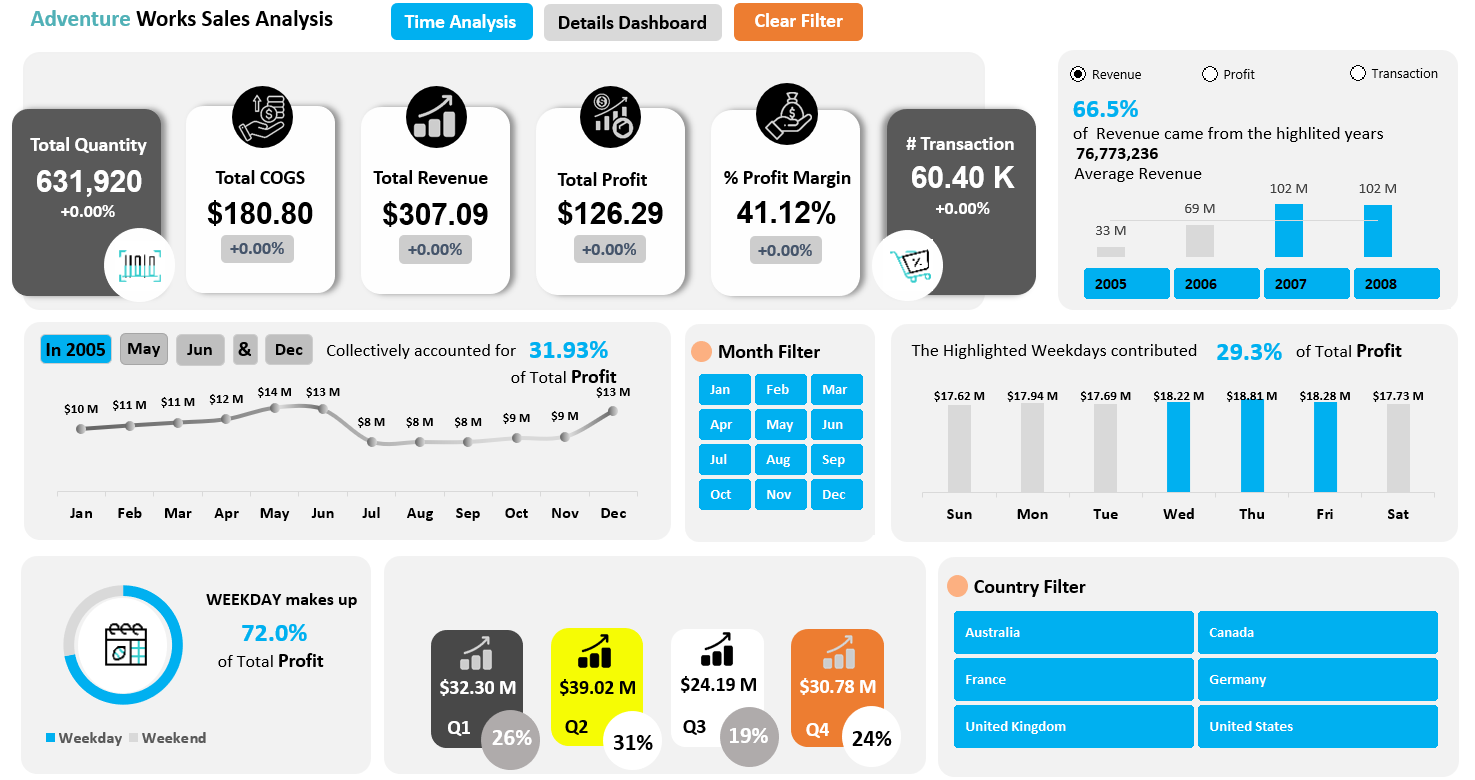 Adventure Works Sales Analysis
Time Analysis
Details Dashboard
Clear Filter
Total Quantity
631,920
+0.00%
Total COGS
$180.80
+0.00%
Total Revenue
$307.09
+0.00%
Total Profit
$126.29
+0.00%
% Profit Margin
41.12%
+0.00%
# Transaction
60.40 K
+0.00%
Revenue
Profit
Transaction
66.5%
of Revenue came from the highlited years
76,773,236
Average Revenue
33 M
69 M
102 M
102 M
2005
2006
2007
2008
In 2005 May Jun & Dec Collectively accounted for 31.93%
of Total Profit
$10 M
$11 M
$11 M
$12 M
$14 M
$13 M
$8 M
$8 M
$8 M
$9 M
$9 M
$13 M
Jan Feb Mar Apr May Jun Jul Aug Sep Oct Nov Dec
Month Filter
Jan Feb Mar
Apr May Jun
Jul Aug Sep
Oct Nov Dec
The Highlighted Weekdays contributed 29.3% of Total Profit
$17.62 M $17.94 M $17.69 M $18.22 M $18.81 M $18.28 M $17.73 M
Sun Mon Tue Wed Thu Fri Sat
WEEKDAY makes up
72.0%
of Total Profit
Weekday Weekend
$32.30 M
Q1
26%
$39.02 M
Q2
31%
$24.19 M
Q3
19%
$30.78 M
Q4
24%
Country Filter
Australia
Canada
France
Germany
United Kingdom
United States